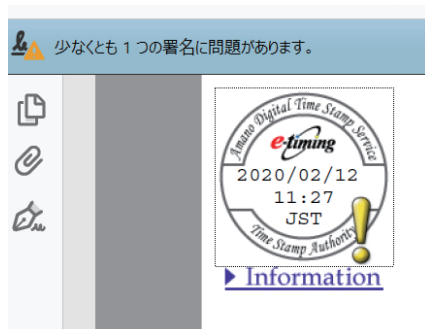 少なくとも 1 つの署名に問題があります。
Amano Digital Time Stamp Service
e-timing
2020/02/12
11:27
JST
Time Stamp Authority
Information